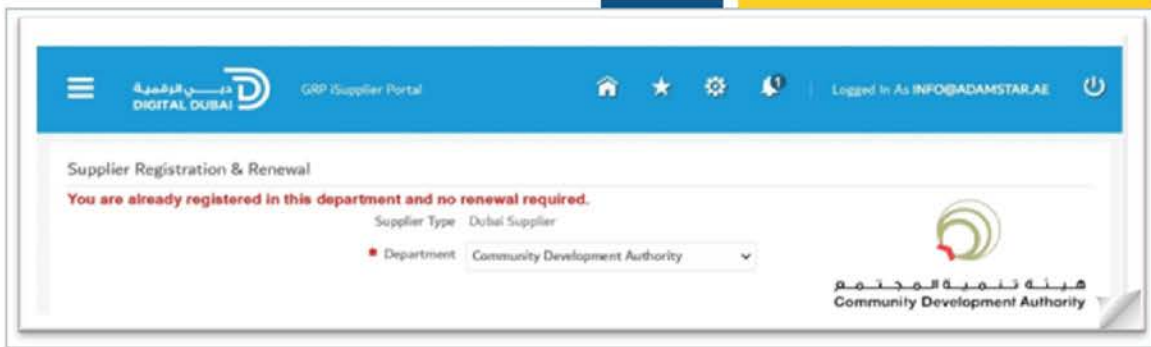 دبي الرقمية
DIGITAL DUBAI
GRP iSupplier Portal
1
Logged In As INFO@ADAMSTAR.AE
Supplier Registration & Renewal
You are already registered in this department and no renewal required.
Supplier Type Dubai Supplier
* Department Community Development Authority
هيئة تنمية المجتمع
Community Development Authority